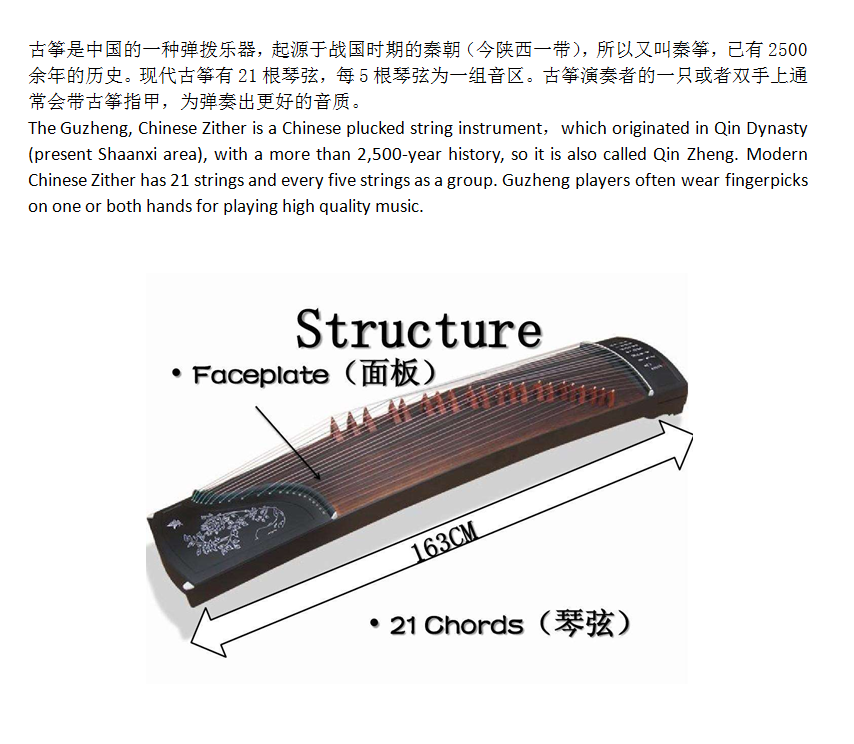 古筝是中国的一种弹拨乐器，起源于战国时期的秦朝（今陕西一带），所以又叫秦筝，已有 2500
余年的历史。现代古筝有 21 根琴弦，每 5 根琴弦为一组音区。古筝演奏者的一只或者双手上通
常会带古筝指甲，为弹奏出更好的音质。
The Guzheng, Chinese Zither is a Chinese plucked string instrument，which originated in Qin Dynasty
(present Shaanxi area), with a more than 2,500-year history, so it is also called Qin Zheng. Modern
Chinese Zither has 21 strings and every five strings as a group. Guzheng players often wear fingerpicks
on one or both hands for playing high quality music.
Structure
• Faceplate（面板）
163CM
• 21 Chords（琴弦）